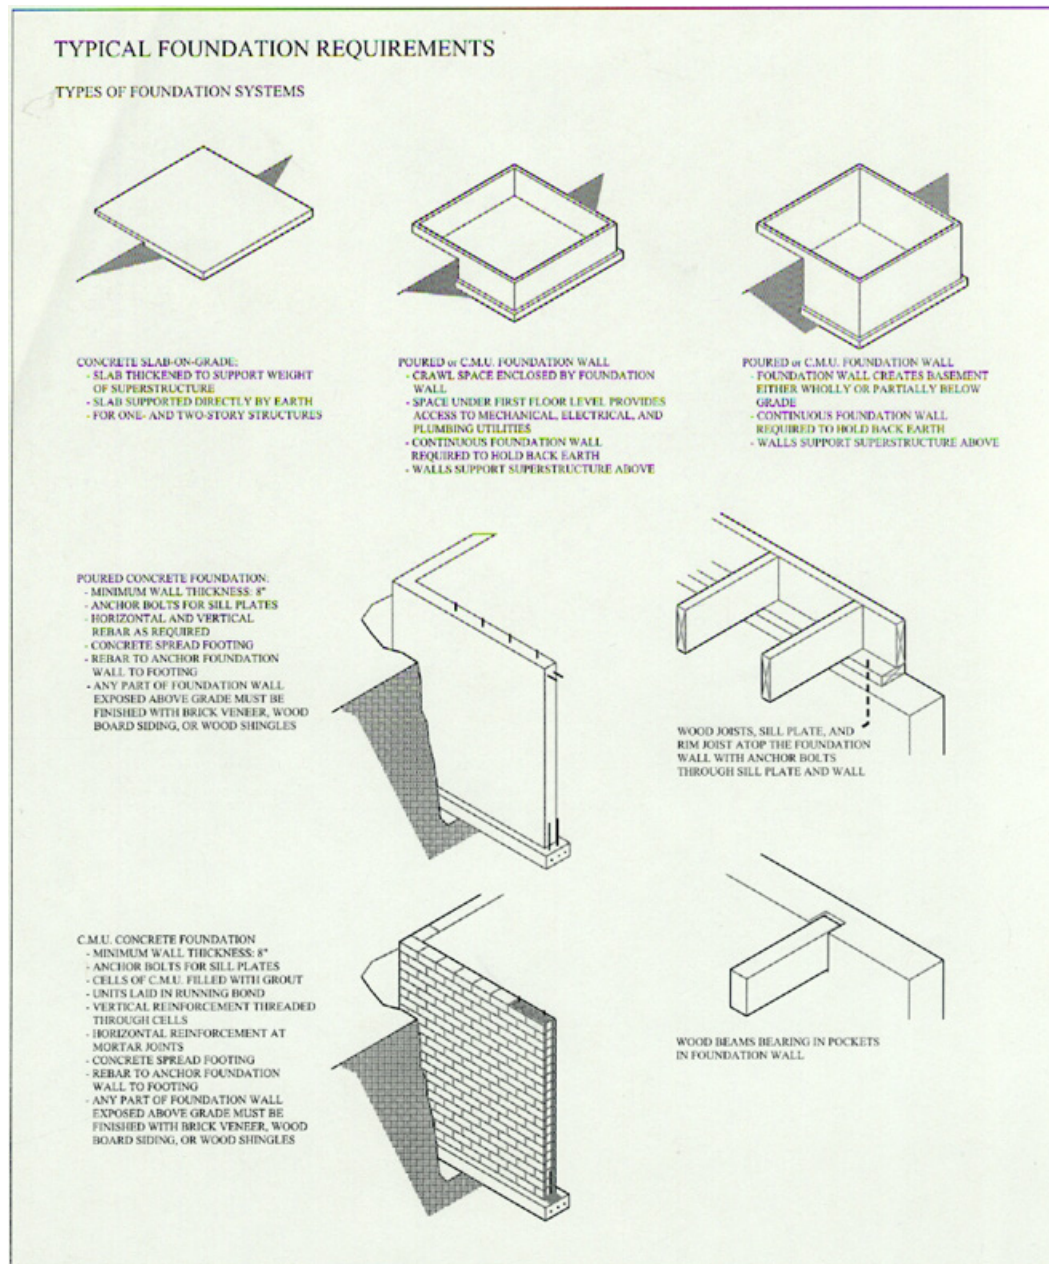 TYPICAL FOUNDATION REQUIREMENTS
TYPES OF FOUNDATION SYSTEMS
CONCRETE SLAB-ON-GRADE:
- SLAB THICKENED TO SUPPORT WEIGHT
OF SUPERSTRUCTURE
- SLAB SUPPORTED DIRECTLY BY EARTH
- FOR ONE- AND TWO-STORY STRUCTURES
POURED or C.M.U. FOUNDATION WALL
- CRAWL SPACE ENCLOSED BY FOUNDATION
WALL
- SPACE UNDER FIRST FLOOR LEVEL PROVIDES
ACCESS TO MECHANICAL, ELECTRICAL, AND
PLUMBING UTILITIES
- CONTINUOUS FOUNDATION WALL
REQUIRED TO HOLD BACK EARTH
- WALLS SUPPORT SUPERSTRUCTURE ABOVE
POURED or C.M.U. FOUNDATION WALL
- FOUNDATION WALL CREATES BASEMENT
EITHER WHOLLY OR PARTIALLY BELOW
GRADE
- CONTINUOUS FOUNDATION WALL
REQUIRED TO HOLD BACK EARTH
- WALLS SUPPORT SUPERSTRUCTURE ABOVE
POURED CONCRETE FOUNDATION:
- MINIMUM WALL THICKNESS: 8"
- ANCHOR BOLTS FOR SILL PLATES
- HORIZONTAL AND VERTICAL
REBAR AS REQUIRED
- CONCRETE SPREAD FOOTING
- REBAR TO ANCHOR FOUNDATION
WALL TO FOOTING
- ANY PART OF FOUNDATION WALL
EXPOSED ABOVE GRADE MUST BE
FINISHED WITH BRICK VENEER, WOOD
BOARD SIDING, OR WOOD SHINGLES
WOOD JOISTS, SILL PLATE, AND
RIM JOIST ATOP THE FOUNDATION
WALL WITH ANCHOR BOLTS
THROUGH SILL PLATE AND WALL
C.M.U. CONCRETE FOUNDATION
- MINIMUM WALL THICKNESS: 8"
- ANCHOR BOLTS FOR SILL PLATES
- CELLS OF C.M.U. FILLED WITH GROUT
- UNITS LAID IN RUNNING BOND
- VERTICAL REINFORCEMENT THREADED
THROUGH CELLS
- HORIZONTAL REINFORCEMENT AT
MORTAR JOINTS
- CONCRETE SPREAD FOOTING
- REBAR TO ANCHOR FOUNDATION
WALL TO FOOTING
- ANY PART OF FOUNDATION WALL
EXPOSED ABOVE GRADE MUST BE
FINISHED WITH BRICK VENEER, WOOD
BOARD SIDING, OR WOOD SHINGLES
WOOD BEAMS BEARING IN POCKETS
IN FOUNDATION WALL